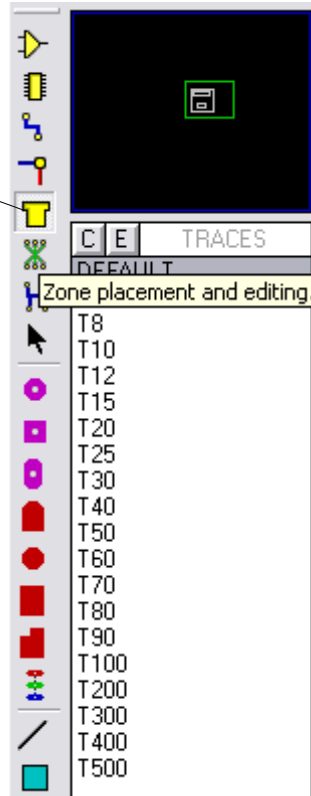 C E TRACES
DEFAULT
Zone placement and editing.
T8
T10
T12
T15
T20
T25
T30
T40
T50
T60
T70
T80
T90
T100
T200
T300
T400
T500